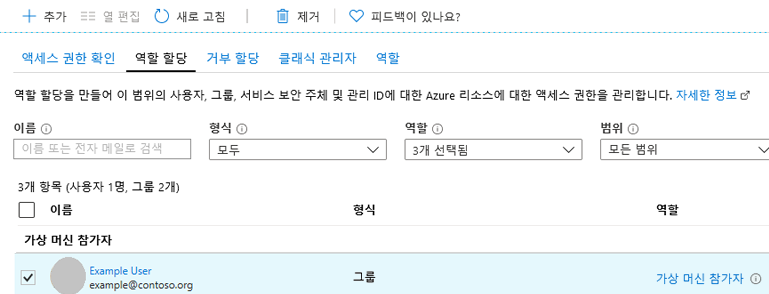 추가 열 편집 새로 고침 제거 피드백이 있나요?
액세스 권한 확인 역할 할당 거부 할당 클래식 관리자 역할
역할 할당을 만들어 이 범위의 사용자, 그룹, 서비스 보안 주체 및 관리 ID에 대한 Azure 리소스에 대한 액세스 권한을 관리합니다. 자세한 정보
이름 형식 역할 범위
이름 또는 전자 메일로 검색 모두 3개 선택됨 모든 범위
3개 항목 (사용자 1명, 그룹 2개)
이름 형식 역할
가상 머신 참가자
Example User
example@contoso.org
그룹 가상 머신 참가자